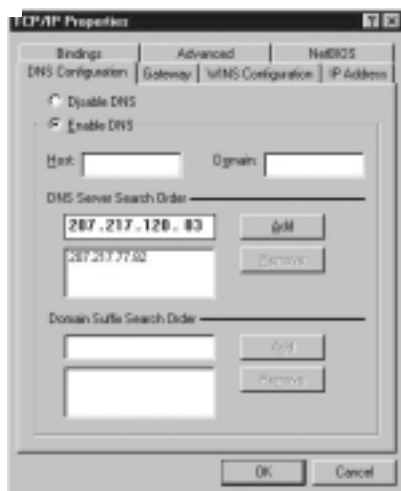 TCP/IP Properties
Bindings Advanced NetBIOS
DNS Configuration Gateway WINS Configuration IP Address
Disable DNS
Enable DNS
Host: Domain:
DNS Server Search Order
207.217.120. 83 Add
207.217.77.82 Remove
Domain Suffix Search Order
Add
Remove
OK Cancel